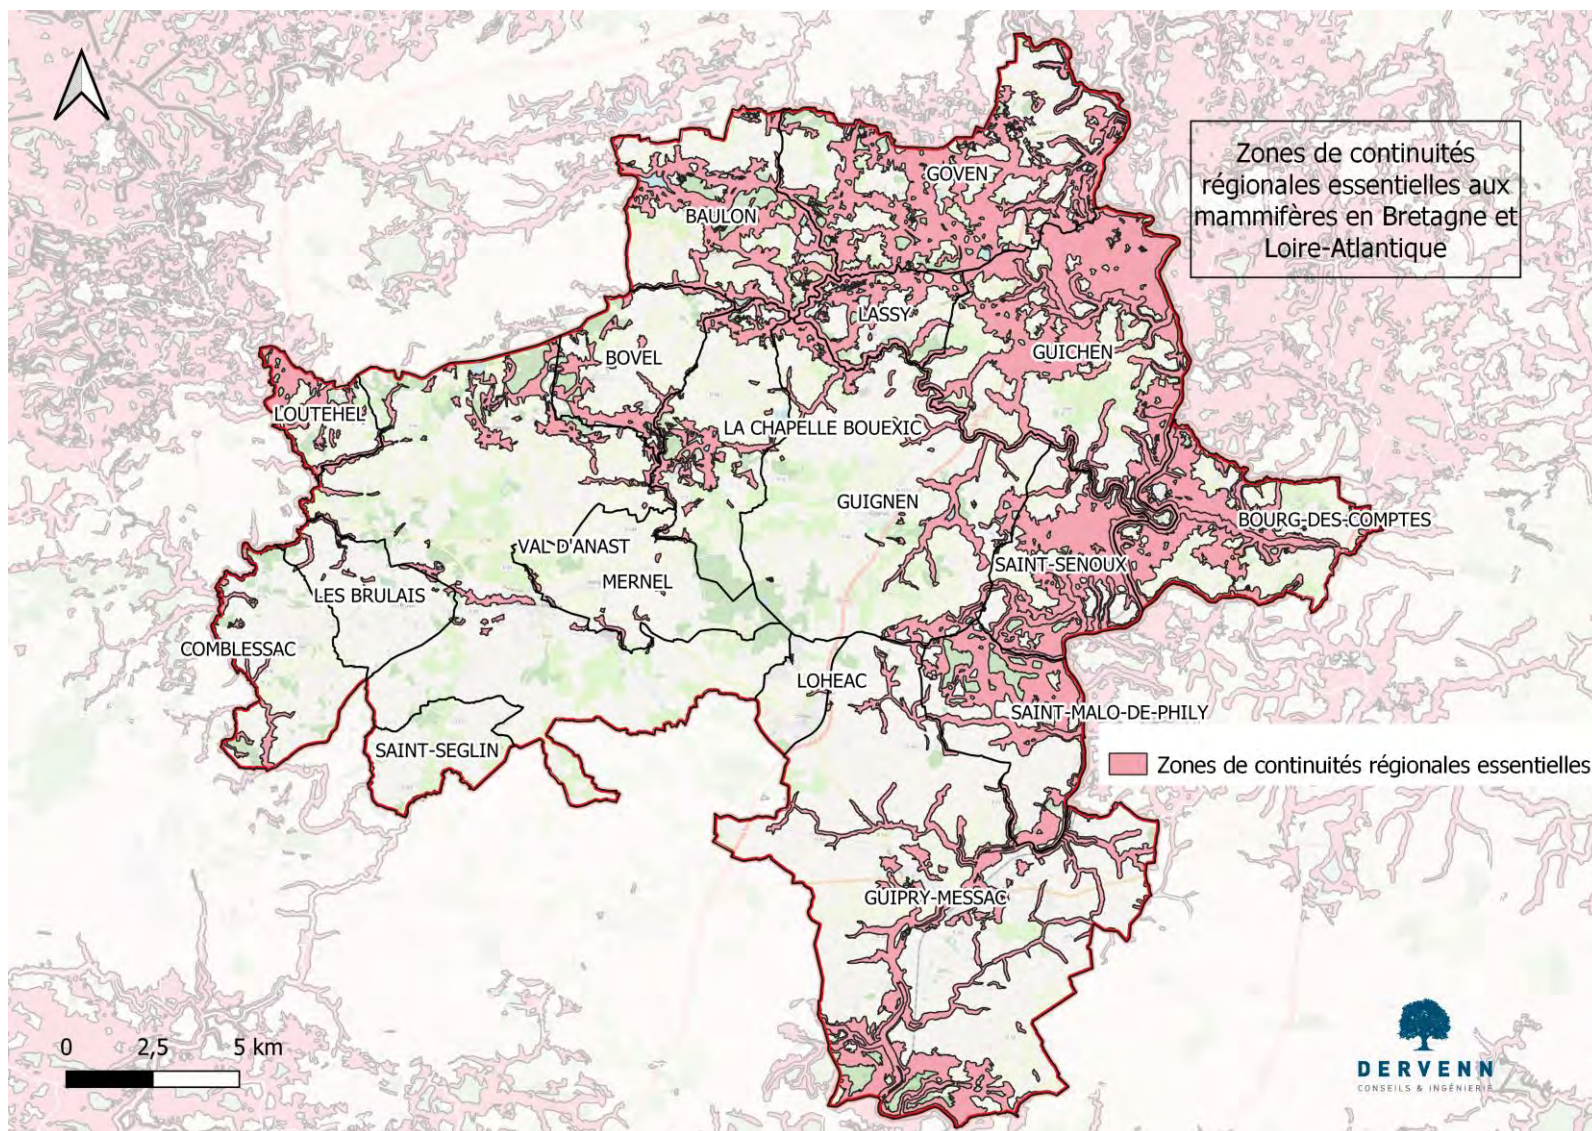 Zones de continuités
régionales essentielles aux
mammifères en Bretagne et
Loire-Atlantique
GOVEN
BAULON
LASSY
BOVEL
GUICHEN
LOUTEHEL
LA CHAPELLE BOUEXIC
GUIGNEN
BOURG-DES-COMPTES
VAL D'ANAST
SAINT-SENOUX
MERNEL
LES BRULAIS
COMBLESSAC
LOHEAC
SAINT-MALO-DE-PHILY
SAINT-SEGLIN
Zones de continuités régionales essentielles
GUIPRY-MESSAC
0 2,5 5 km
DERVENN
CONSEILS & INGÉNIERIE